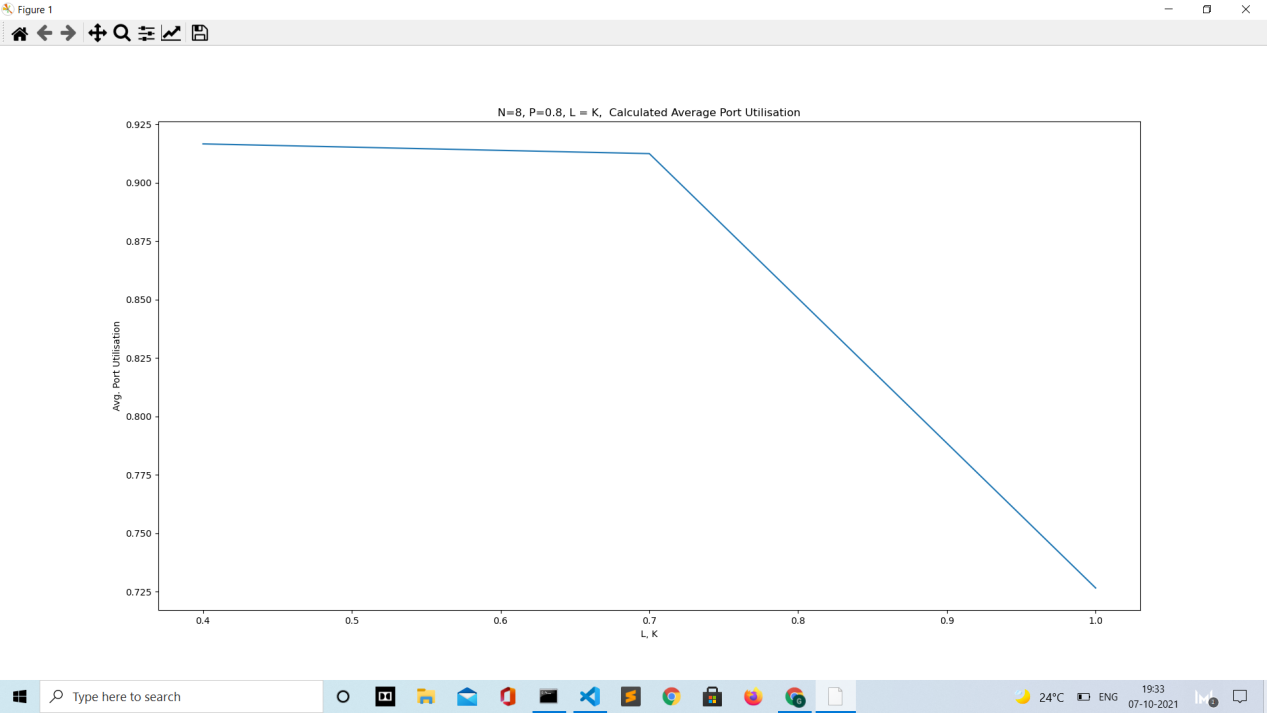 Figure 1
N=8, P=0.8, L = K,  Calculated Average Port Utilisation
0.925
0.900
0.875
0.850
0.825
0.800
0.775
0.750
0.725
Avg. Port Utilisation
0.4 0.5 0.6 0.7 0.8 0.9 1.0
L, K
Type here to search
24°C ENG
19:33
07-10-2021